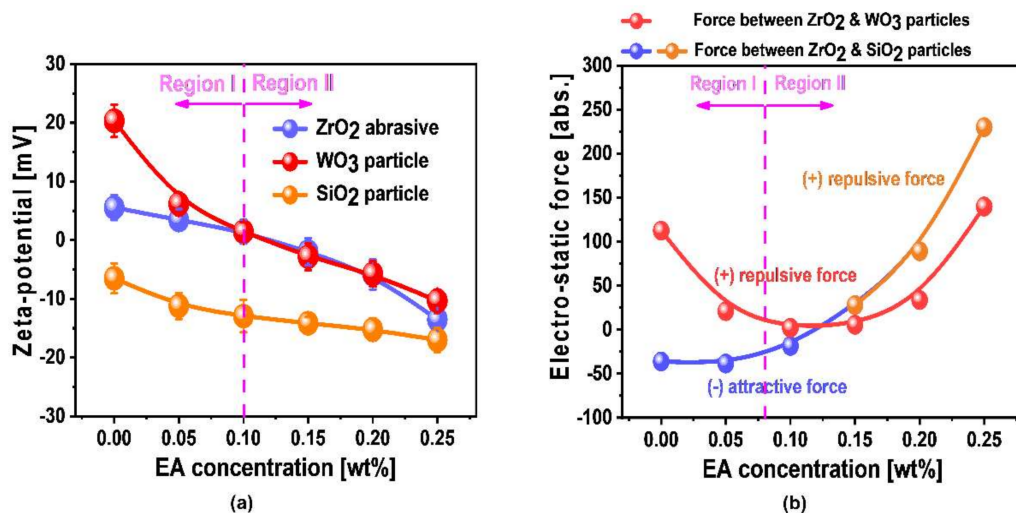 Zeta-potential [mV]
30
20
10
0
-10
-20
-30
Region I
Region II
ZrO2 abrasive
WO3 particle
SiO2 particle
0.00 0.05 0.10 0.15 0.20 0.25
EA concentration [wt%]
(a)
Force between ZrO2 & WO3 particles
Force between ZrO2 & SiO2 particles
Electro-static force [abs.]
300
250
200
150
100
50
0
-50
-100
Region I
Region II
(+) repulsive force
(+) repulsive force
(-) attractive force
0.00 0.05 0.10 0.15 0.20 0.25
EA concentration [wt%]
(b)